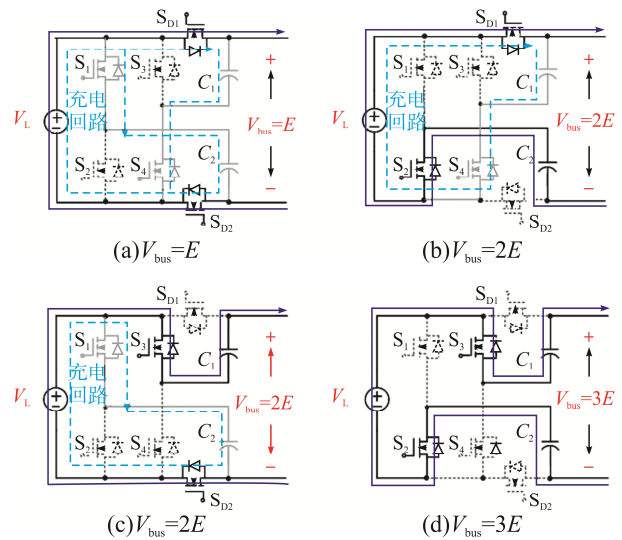 S_D1
S_1
S_3
C_1
充电
回路
V_L
V_bus=E
S_2
S_4
C_2
S_D2
(a)V_bus=E
S_D1
S_1
S_3
C_1
充电
回路
V_L
V_bus=2E
S_2
S_4
C_2
S_D2
(b)V_bus=2E
S_D1
S_1
S_3
C_1
充电
回路
V_L
V_bus=2E
S_2
S_4
C_2
S_D2
(c)V_bus=2E
S_D1
S_1
S_3
C_1
V_L
V_bus=3E
S_2
S_4
C_2
S_D2
(d)V_bus=3E